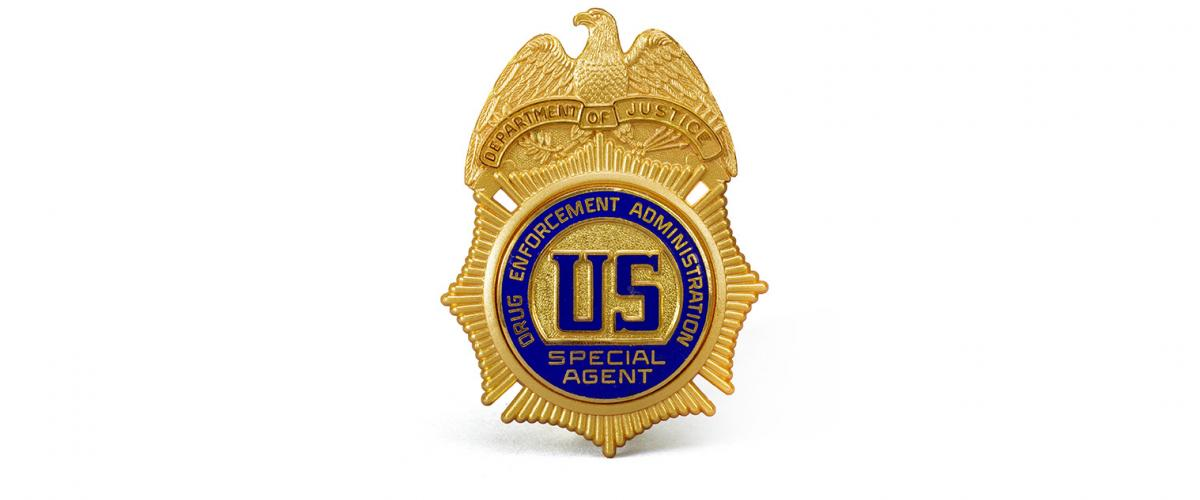 DEPARTMENT OF JUSTICE
DRUG ENFORCEMENT ADMINISTRATION
US
SPECIAL
AGENT